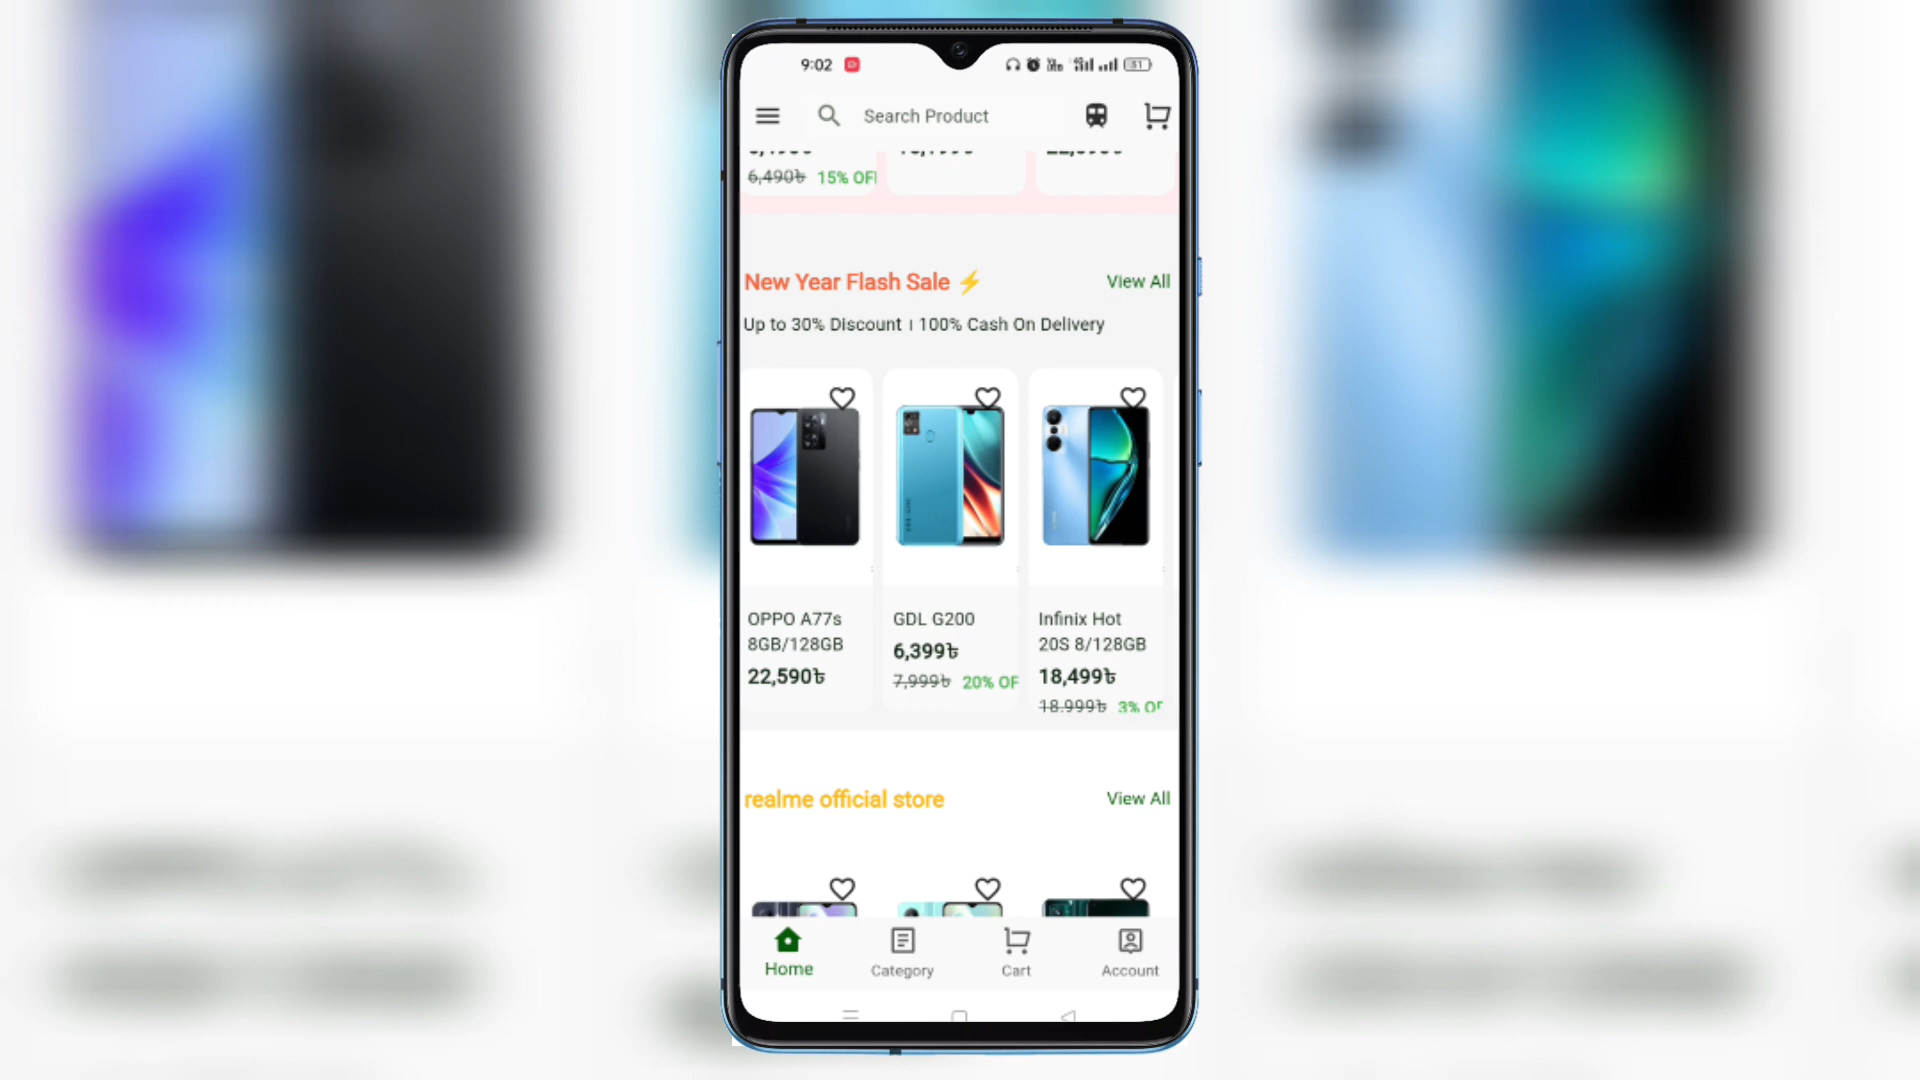 9:02
51
Search Product
6,490৳ 15% OF
New Year Flash Sale ⚡ View All
Up to 30% Discount । 100% Cash On Delivery
OPPO A77s
8GB/128GB
22,590৳
GDL G200
6,399৳
7,999৳ 20% OF
Infinix Hot
20S 8/128GB
18,499৳
18,999৳ 3% OF
realme official store View All
Home Category Cart Account